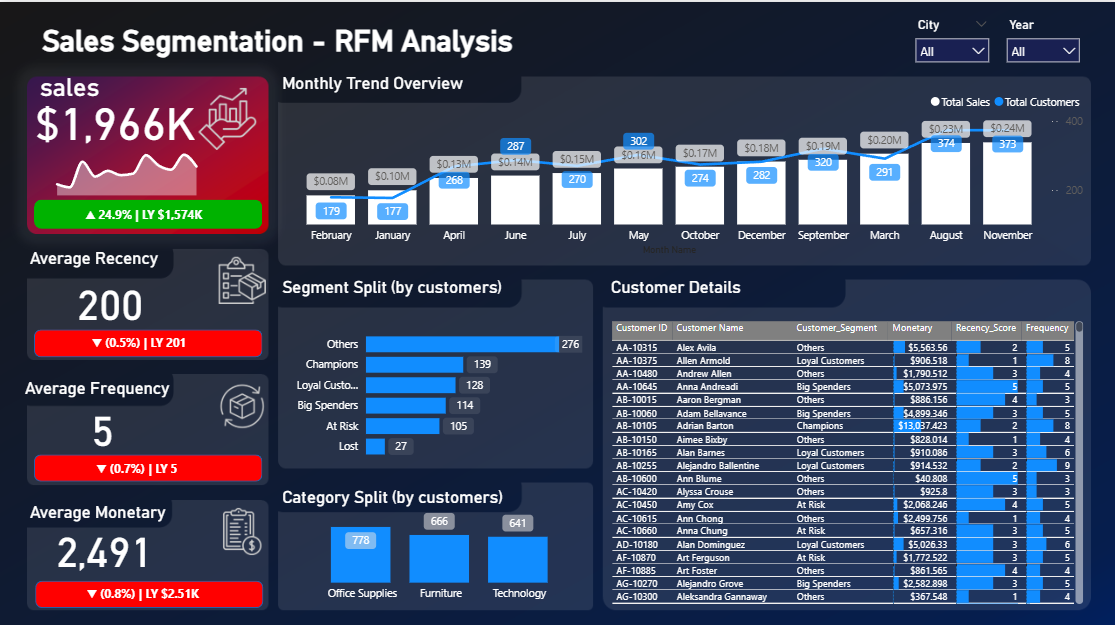 Sales Segmentation - RFM Analysis
City
Year
All
All
sales
$1,966K
▲ 24.9% | LY $1,574K
Average Recency
200
▼ (0.5%) | LY 201
Average Frequency
5
▼ (0.7%) | LY 5
Average Monetary
2,491
▼ (0.8%) | LY $2.51K
Monthly Trend Overview
Total Sales Total Customers
400
200
$0.08M $0.10M $0.13M $0.14M $0.15M $0.16M $0.17M $0.18M $0.19M $0.20M $0.23M $0.24M
179 177 268 287 270 302 274 282 320 291 374 373
February January April June July May October December September March August November
Month Name
Segment Split (by customers)
Others 276
Champions 139
Loyal Custo... 128
Big Spenders 114
At Risk 105
Lost 27
Category Split (by customers)
778 666 641
Office Supplies Furniture Technology
Customer Details
Customer ID Customer Name Customer_Segment Monetary Recency_Score Frequency
AA-10315 Alex Avila Others $5,563.56 2 5
AA-10375 Allen Armold Loyal Customers $906.518 1 8
AA-10480 Andrew Allen Others $1,790.512 3 4
AA-10645 Anna Andreadi Big Spenders $5,073.975 5 5
AB-10015 Aaron Bergman Others $886.156 4 3
AB-10060 Adam Bellavance Big Spenders $4,899.346 3 5
AB-10105 Adrian Barton Champions $13,037.423 2 8
AB-10150 Aimee Bixby Others $828.014 1 4
AB-10165 Alan Barnes Loyal Customers $910.086 3 6
AB-10255 Alejandro Ballentine Loyal Customers $914.532 2 9
AB-10600 Ann Blume Others $40.808 5 3
AC-10420 Alyssa Crouse Others $925.8 3 3
AC-10450 Amy Cox At Risk $2,068.246 4 5
AC-10615 Ann Chong Others $2,499.756 1 4
AC-10660 Anna Chung At Risk $657.316 3 5
AD-10180 Alan Dominguez Loyal Customers $5,026.33 3 6
AF-10870 Art Ferguson At Risk $1,772.522 3 5
AF-10885 Art Foster Others $861.565 4 4
AG-10270 Alejandro Grove Big Spenders $2,582.898 3 5
AG-10300 Aleksandra Gannaway Others $367.548 1 4